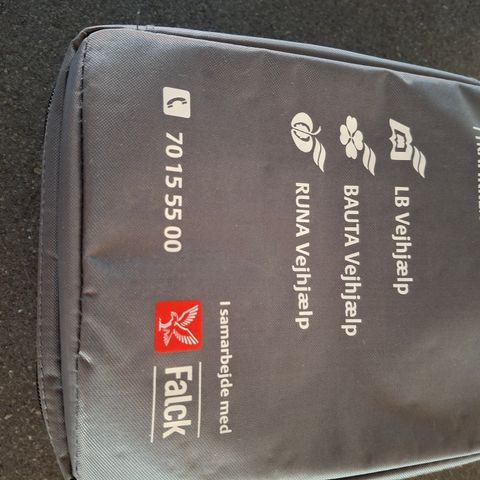 LB Vejhjælp
BAUTA Vejhjælp
RUNA Vejhjælp
I samarbejde med
70 15 55 00
Falck